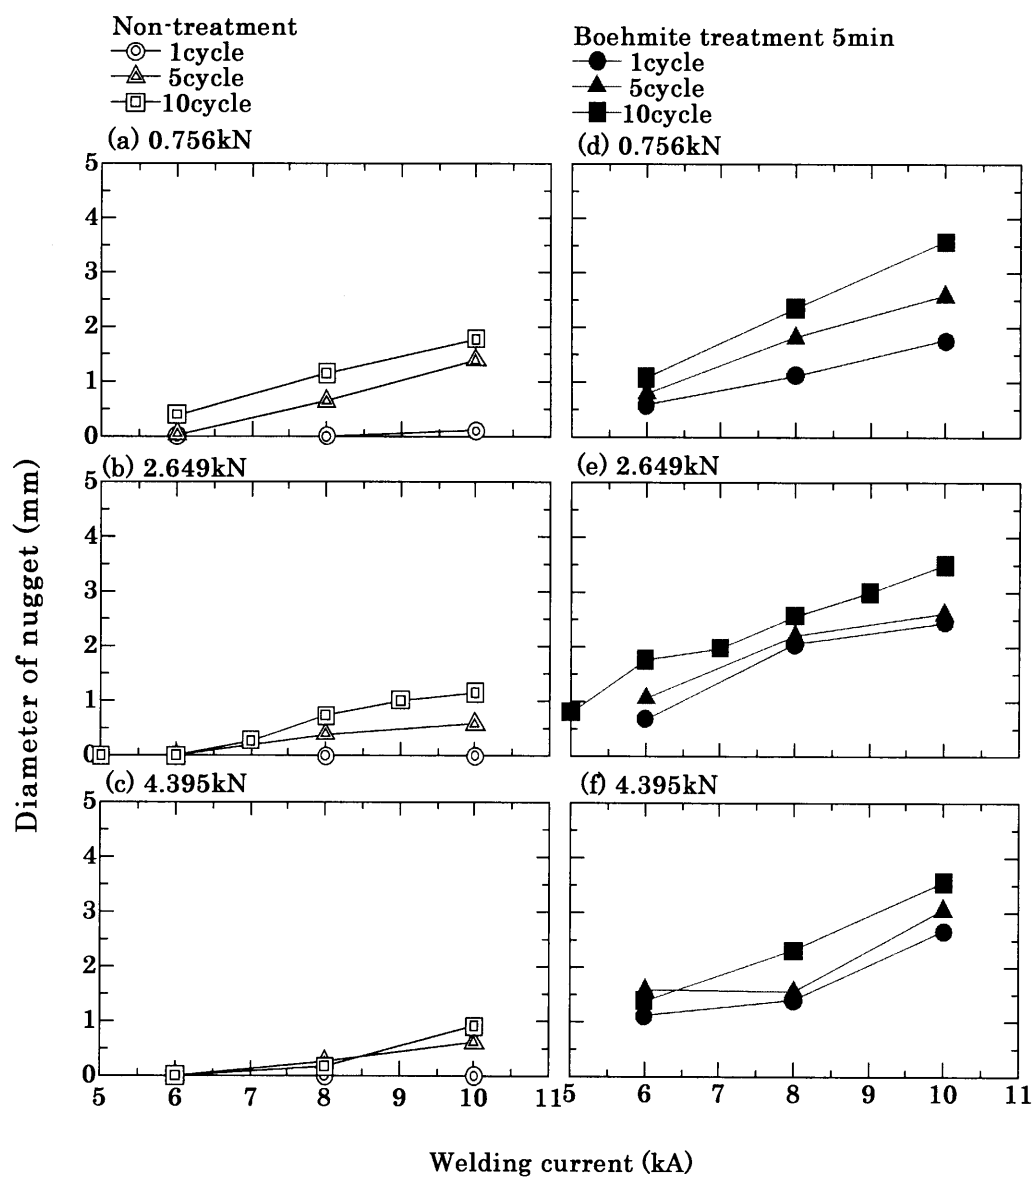 Non-treatment
1cycle
5cycle
10cycle
Boehmite treatment 5min
1cycle
5cycle
10cycle
(a) 0.756kN
(d) 0.756kN
5
4
3
2
1
0
(b) 2.649kN
(e) 2.649kN
5
4
3
2
1
0
(c) 4.395kN
(f) 4.395kN
5
4
3
2
1
0
5 6 7 8 9 10 11
5 6 7 8 9 10 11
Diameter of nugget (mm)
Welding current (kA)